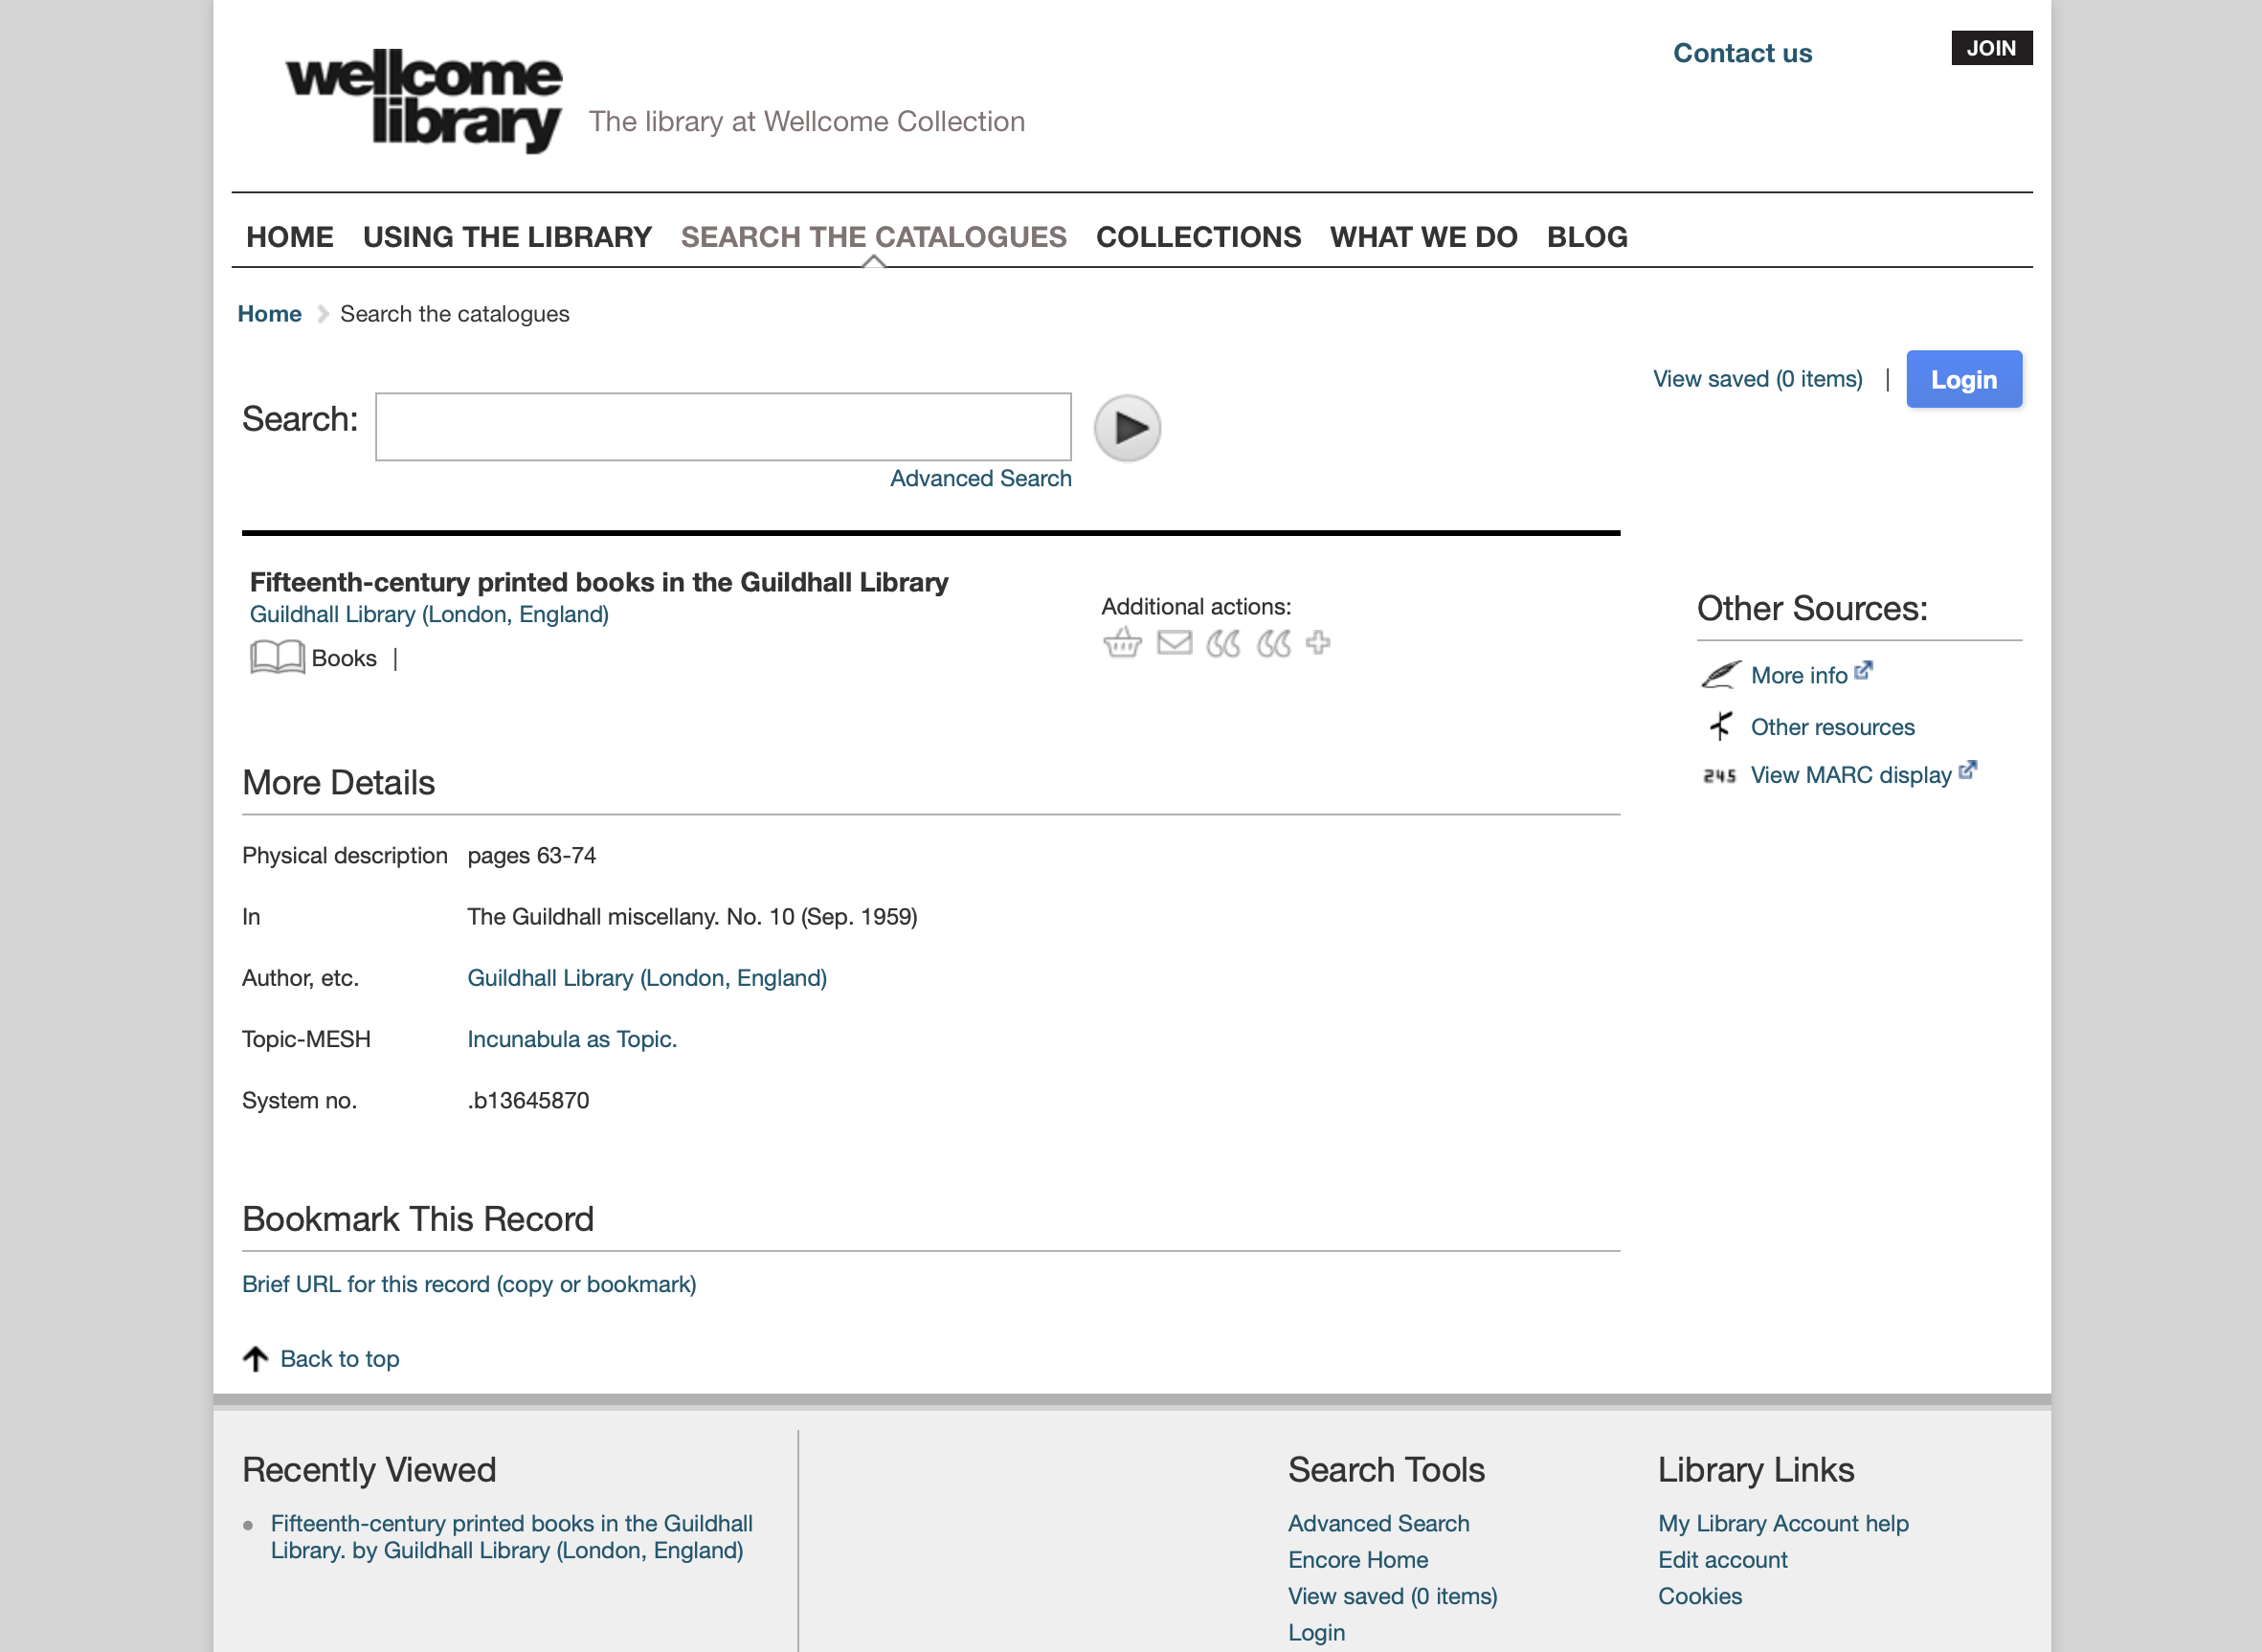 wellcome
library
The library at Wellcome Collection
Contact us
JOIN
HOME USING THE LIBRARY SEARCH THE CATALOGUES COLLECTIONS WHAT WE DO BLOG
Home Search the catalogues
View saved (0 items) | Login
Search:
Advanced Search
Fifteenth-century printed books in the Guildhall Library
Guildhall Library (London, England)
Books |
Additional actions:
Other Sources:
More info
Other resources
245 View MARC display
More Details
Physical description pages 63-74
In The Guildhall miscellany. No. 10 (Sep. 1959)
Author, etc. Guildhall Library (London, England)
Topic-MESH Incunabula as Topic.
System no. .b13645870
Bookmark This Record
Brief URL for this record (copy or bookmark)
Back to top
Recently Viewed
Fifteenth-century printed books in the Guildhall
Library. by Guildhall Library (London, England)
Search Tools
Advanced Search
Encore Home
View saved (0 items)
Login
Library Links
My Library Account help
Edit account
Cookies